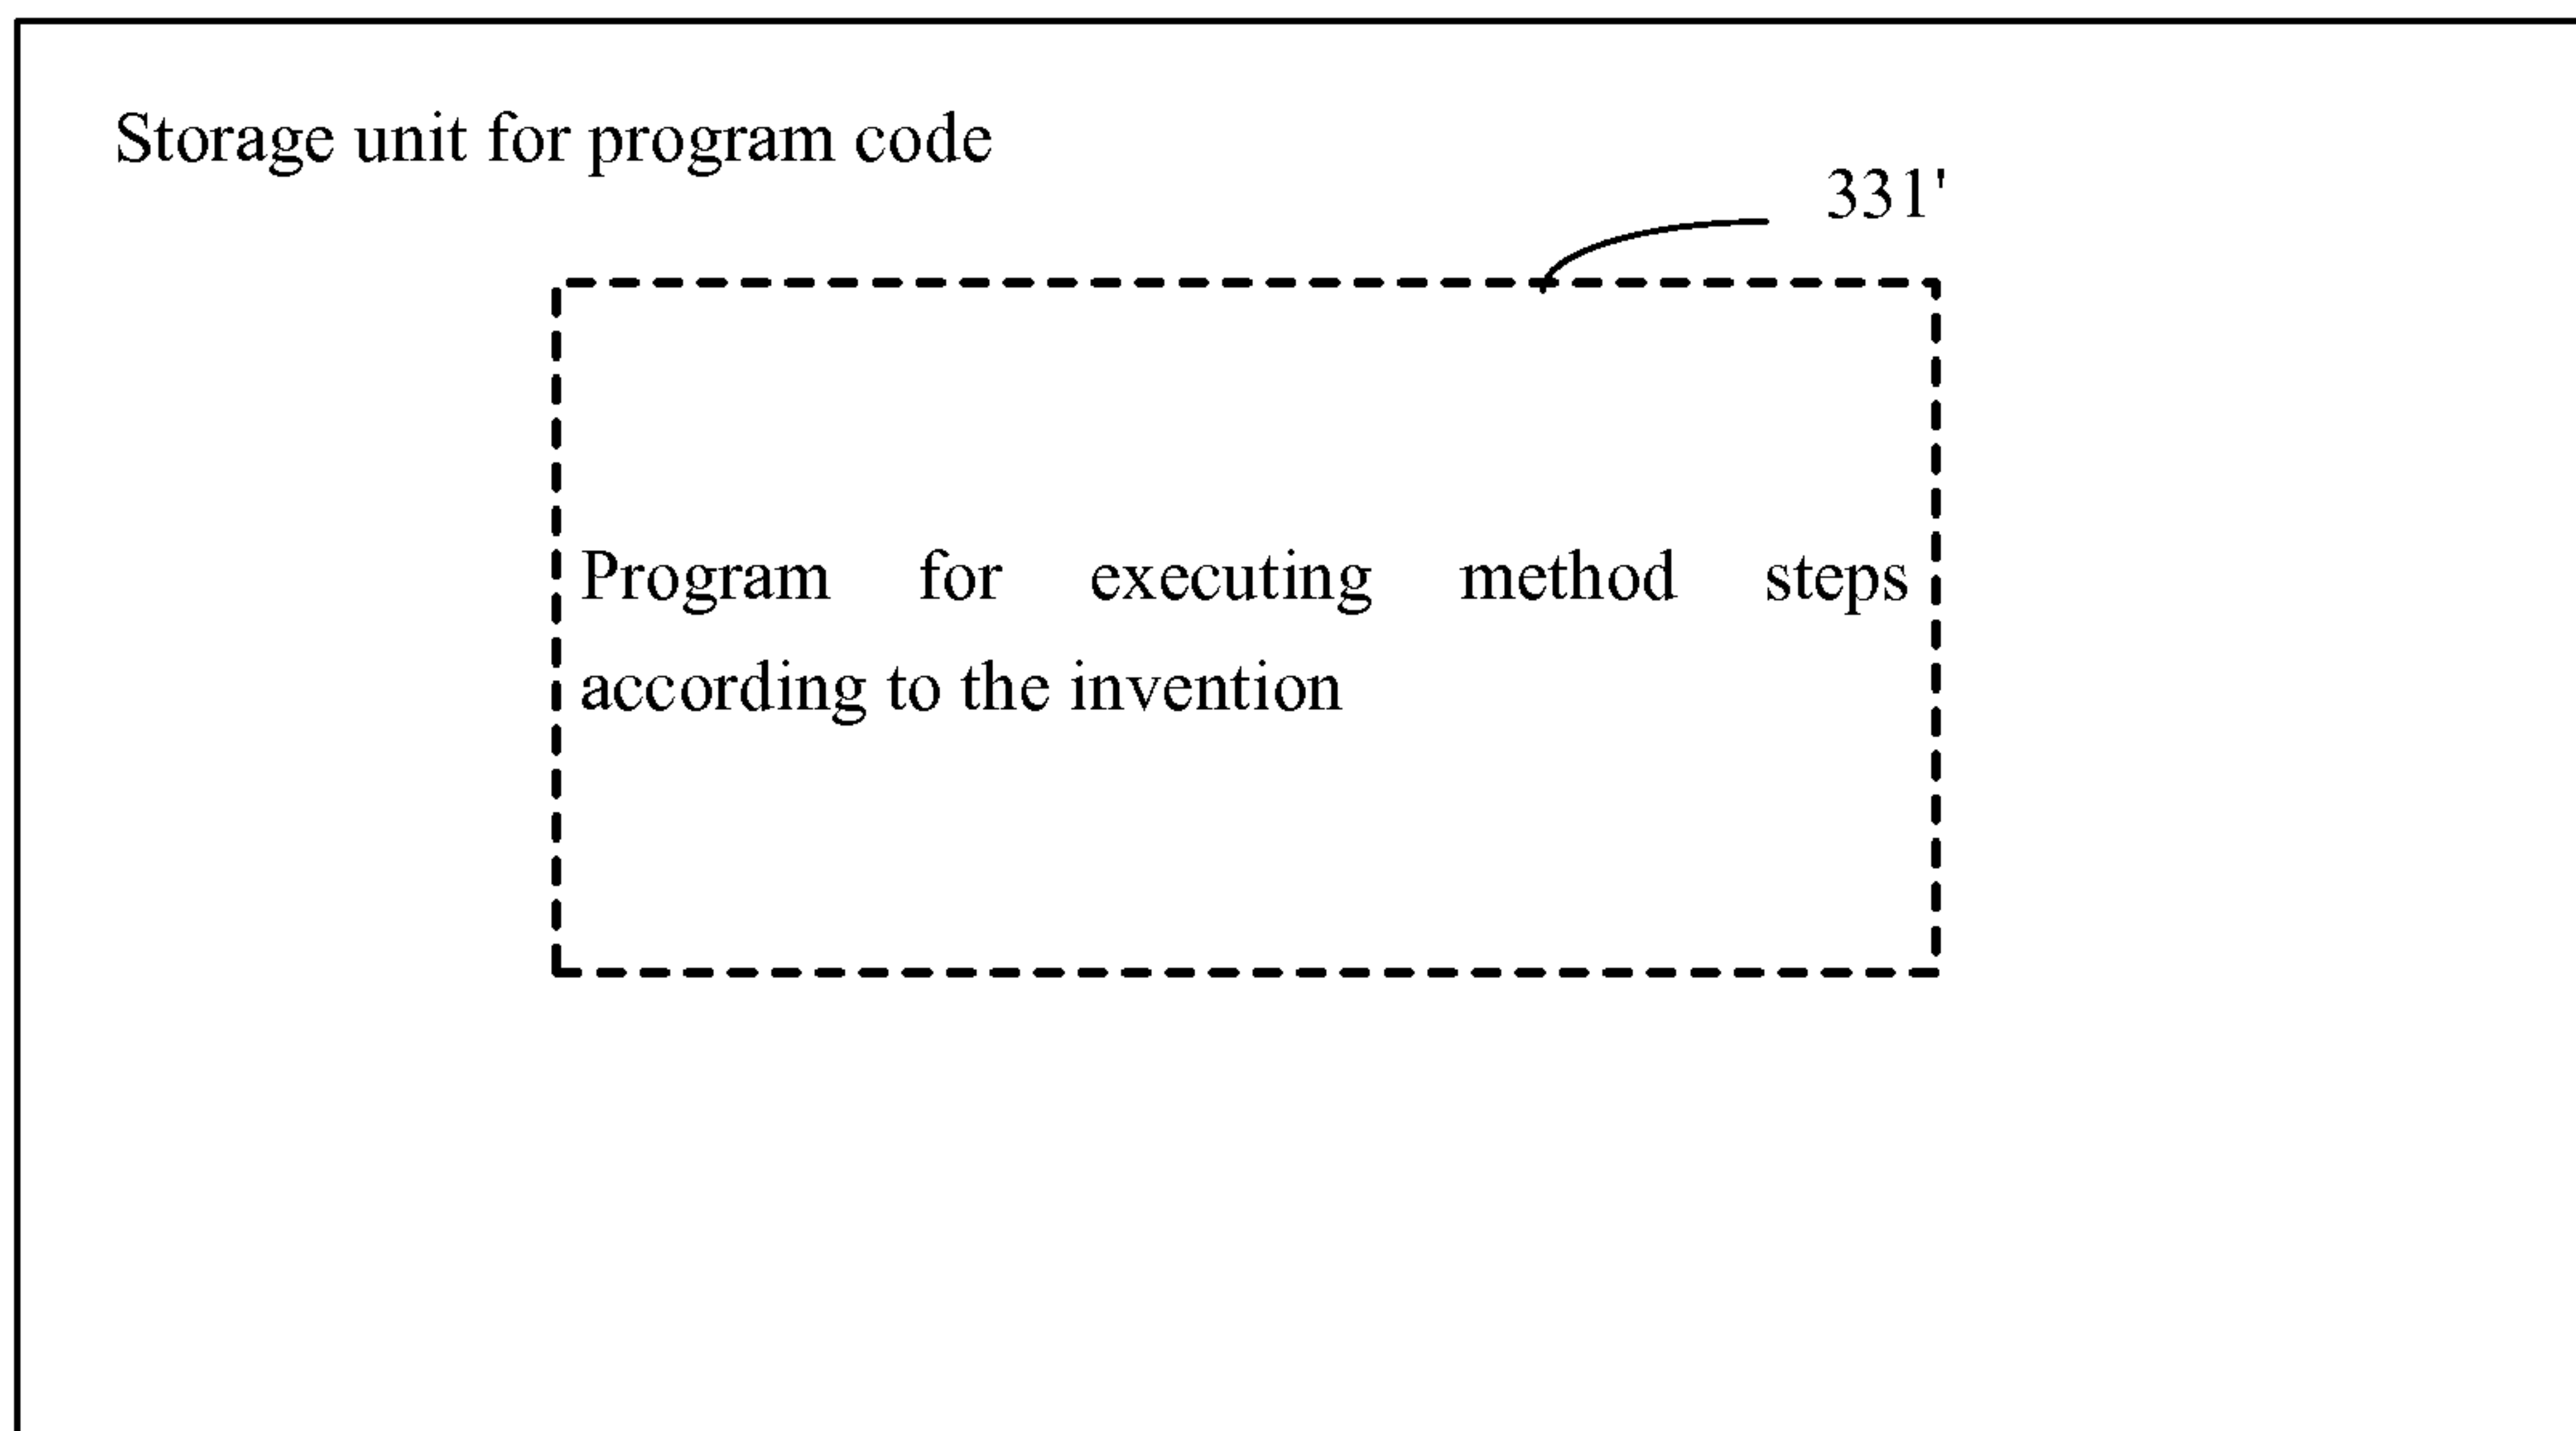 Storage unit for program code
331'
Program for executing method steps
according to the invention